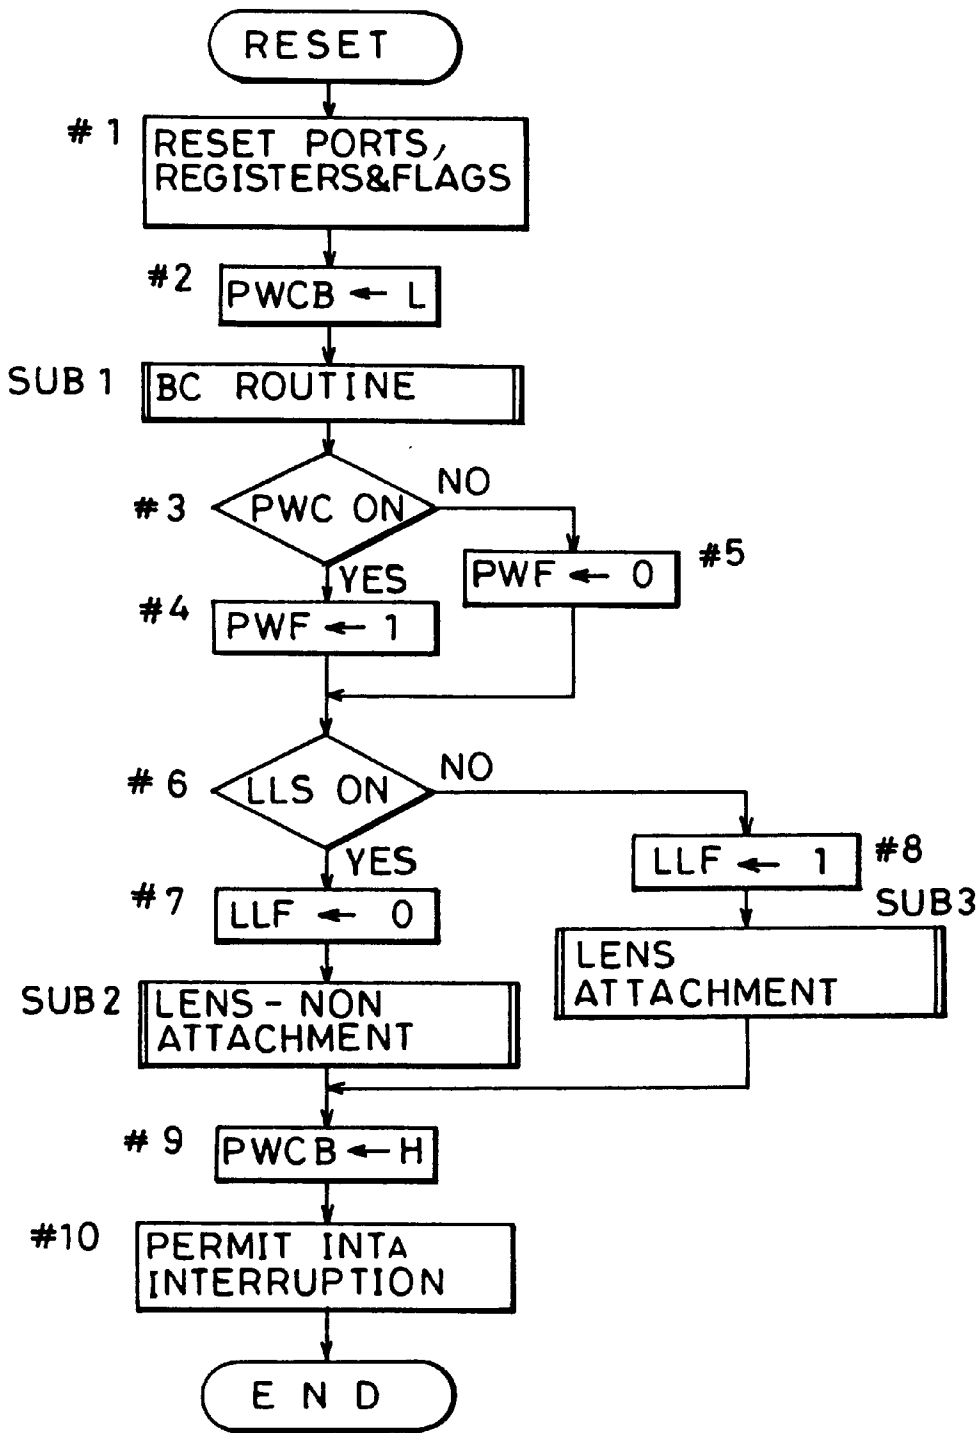 RESET
#1
RESET PORTS,
REGISTERS&FLAGS
#2
PWCB ← L
SUB 1
BC ROUTINE
#3
PWC ON
NO
YES
#5
PWF ← 0
#4
PWF ← 1
#6
LLS ON
NO
YES
#8
LLF ← 1
#7
LLF ← 0
SUB3
LENS
ATTACHMENT
SUB2
LENS-NON
ATTACHMENT
#9
PWCB ← H
#10
PERMIT INTA
INTERRUPTION
END